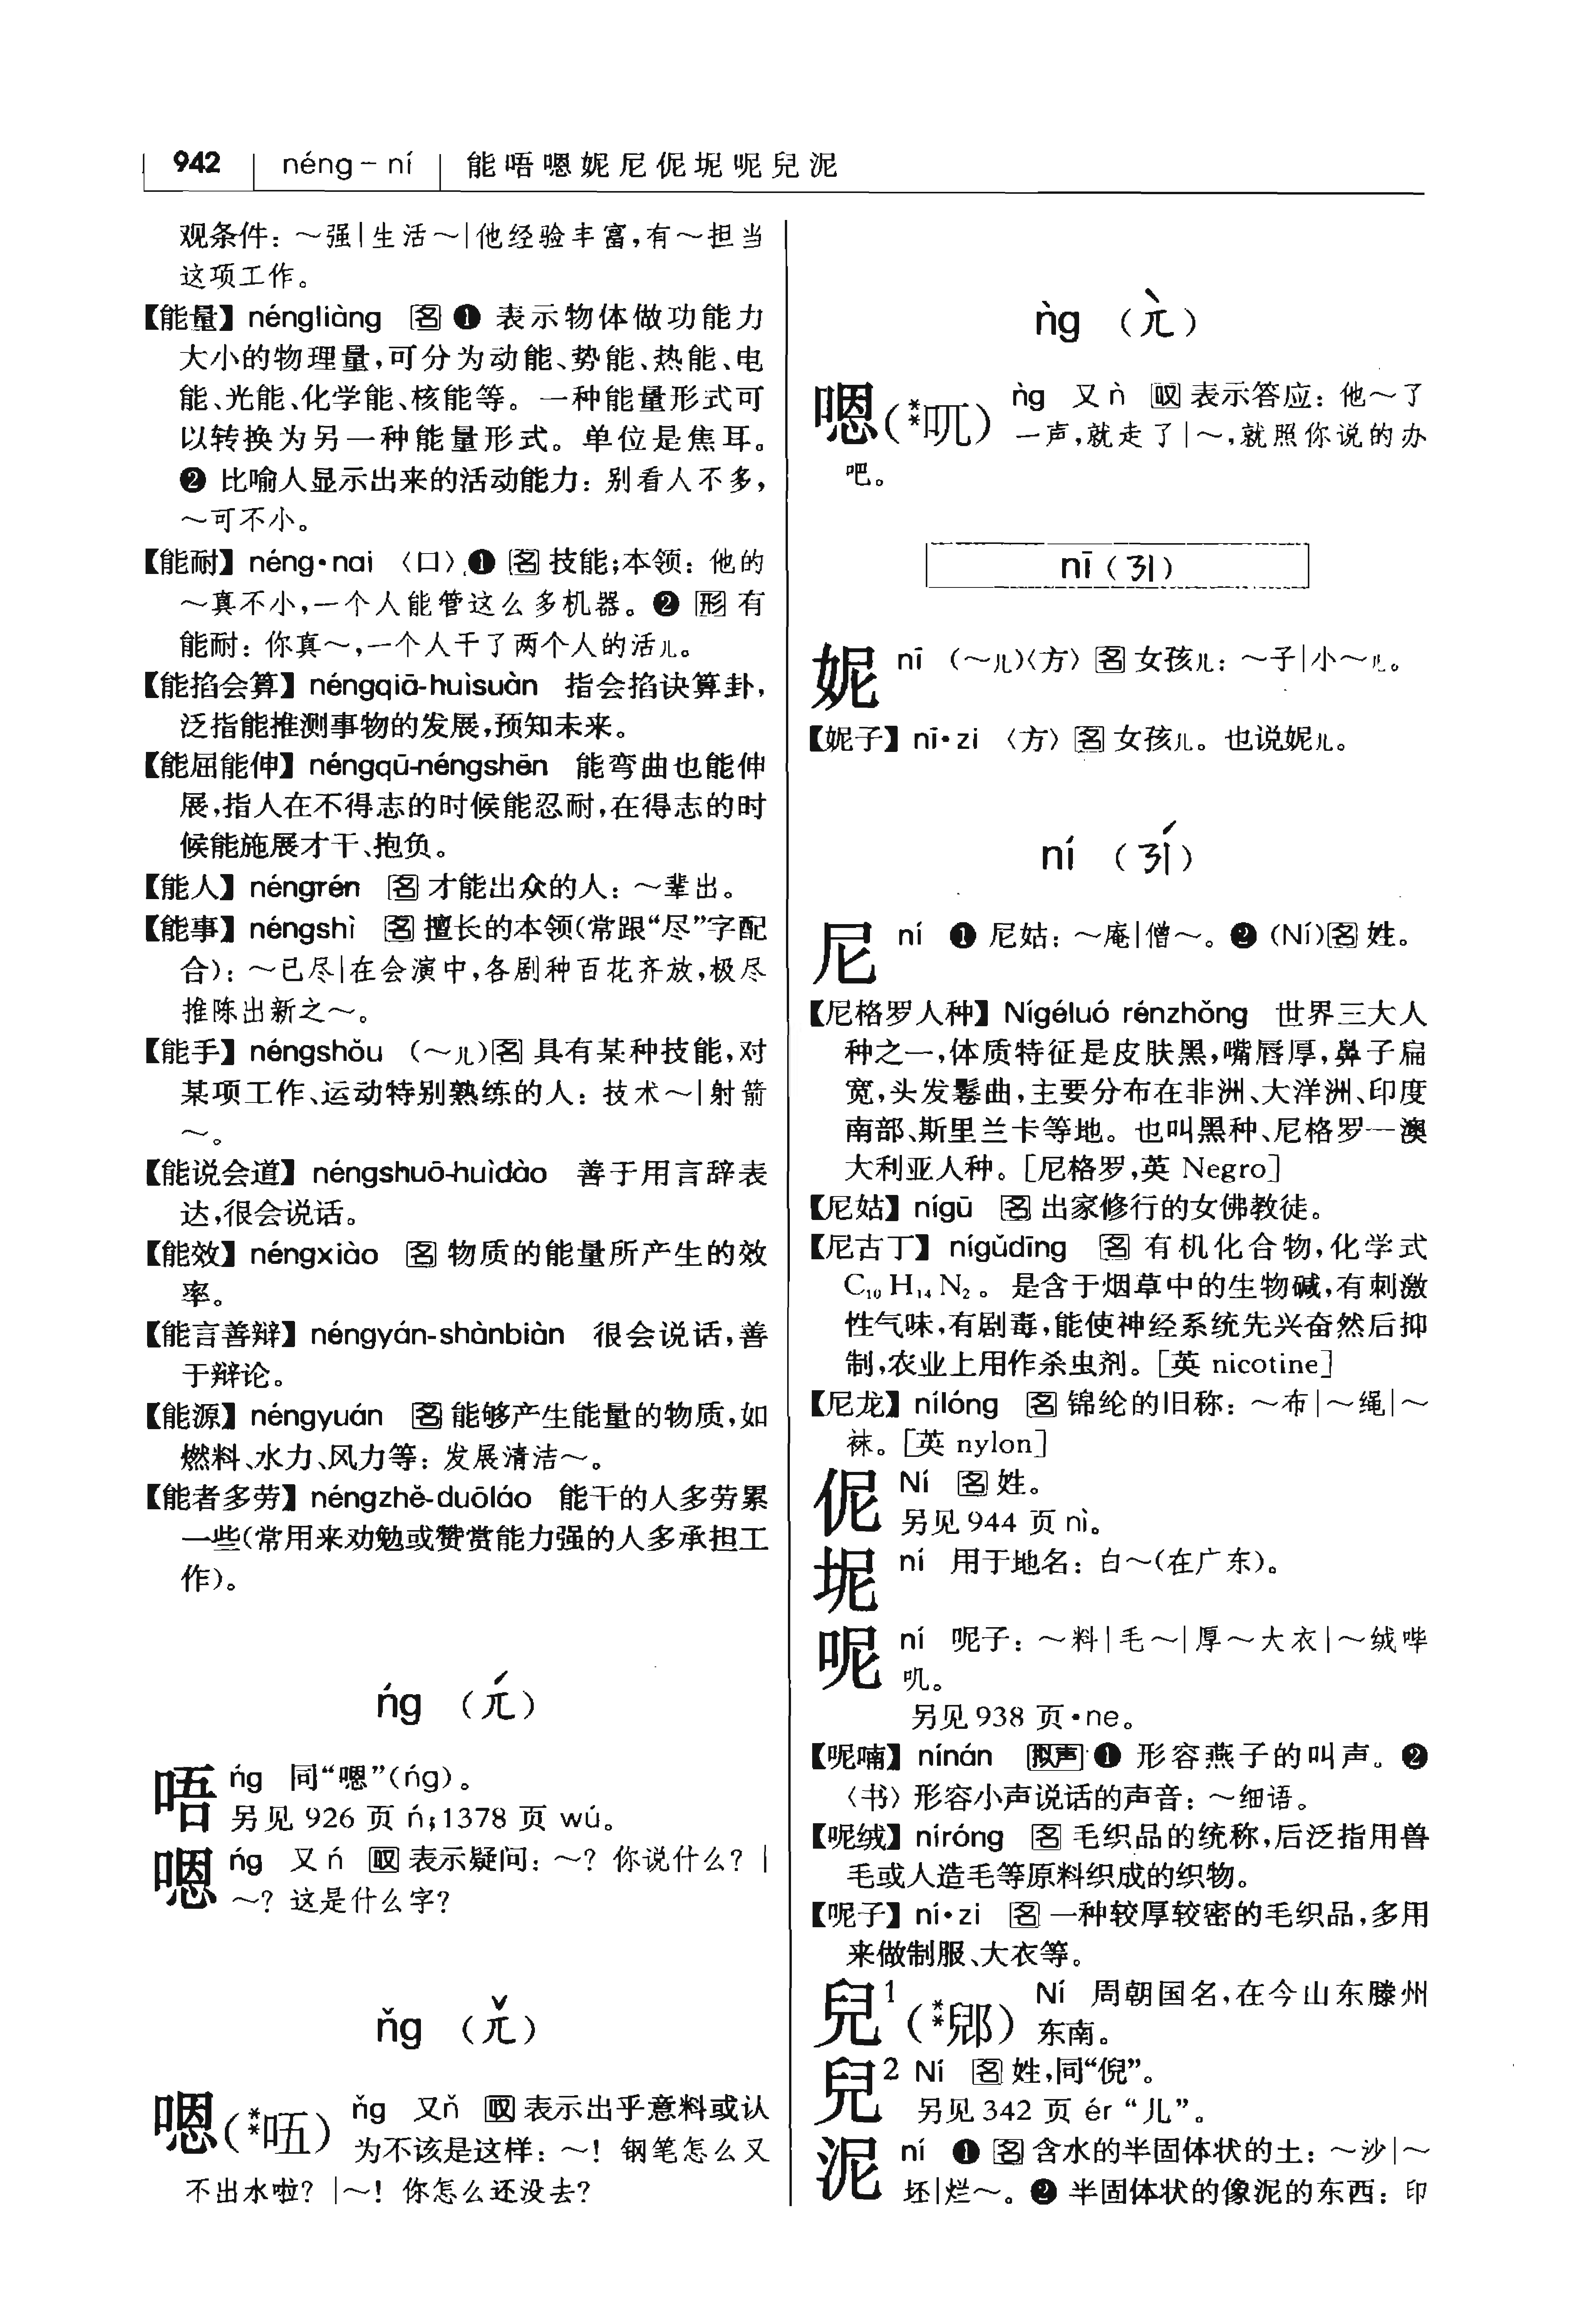 942 néng－ní 能唔嗯妮尼伲坭呢兒泥
观条件：～强|生活～|他经验丰富,有～担当
这项工作。
【能量】néngliàng 名 ❶ 表示物体做功能力
大小的物理量,可分为动能、势能、热能、电
能、光能、化学能、核能等。一种能量形式可
以转换为另一种能量形式。单位是焦耳。
❷ 比喻人显示出来的活动能力：别看人不多,
～可不小。
【能耐】néng•nai 〈口〉❶ 名 技能;本领：他的
～真不小,一个人能管这么多机器。❷ 形 有
能耐：你真～,一个人干了两个人的活儿。
【能掐会算】néngqiā-huìsuàn 指会掐诀算卦,
泛指能推测事物的发展,预知未来。
【能屈能伸】néngqū-néngshēn 能弯曲也能伸
展,指人在不得志的时候能忍耐,在得志的时
候能施展才干、抱负。
【能人】néngrén 名 才能出众的人：～辈出。
【能事】néngshì 名 擅长的本领(常跟“尽”字配
合)：～已尽|在会演中,各剧种百花齐放,极尽
推陈出新之～。
【能手】néngshǒu (～儿)名 具有某种技能,对
某项工作、运动特别熟练的人：技术～|射箭
～。
【能说会道】néngshuō-huìdào 善于用言辞表
达,很会说话。
【能效】néngxiào 名 物质的能量所产生的效
率。
【能言善辩】néngyán-shànbiàn 很会说话,善
于辩论。
【能源】néngyuán 名 能够产生能量的物质,如
燃料、水力、风力等：发展清洁～。
【能者多劳】néngzhě-duōláo 能干的人多劳累
一些(常用来劝勉或赞赏能力强的人多承担工
作)。
ńg (ㄫˊ)
唔 ńg 同“嗯”(ńg)。
另见 926 页 ń;1378 页 wú。
嗯 ńg 又 ń 叹 表示疑问：～? 你说什么? |
～? 这是什么字?
ňg (ㄫˇ)
嗯(**㕶) ňg 又ň 叹 表示出乎意料或认
为不该是这样：～! 钢笔怎么又
不出水啦? |～! 你怎么还没去?
ǹg (ㄫˋ)
嗯(**叿) ǹg 又 ǹ 叹 表示答应：他～了
一声,就走了|～,就照你说的办
吧。
nī (ㄋㄧ)
妮 nī (～儿)〈方〉名 女孩儿：～子|小～儿。
【妮子】nī•zi 〈方〉名 女孩儿。也说妮儿。
ní (ㄋㄧˊ)
尼 ní ❶ 尼姑：～庵|僧～。❷ (Ní)名 姓。
【尼格罗人种】Nígéluó rénzhǒng 世界三大人
种之一,体质特征是皮肤黑,嘴唇厚,鼻子扁
宽,头发鬈曲,主要分布在非洲、大洋洲、印度
南部、斯里兰卡等地。也叫黑种、尼格罗—澳
大利亚人种。[尼格罗,英 Negro]
【尼姑】nígū 名 出家修行的女佛教徒。
【尼古丁】nígǔdīng 名 有机化合物,化学式
C₁₀H₁₄N₂。是含于烟草中的生物碱,有刺激
性气味,有剧毒,能使神经系统先兴奋然后抑
制,农业上用作杀虫剂。[英 nicotine]
【尼龙】nílóng 名 锦纶的旧称：～布|～绳|～
袜。[英 nylon]
伲 Ní 名 姓。
另见 944 页 nì。
坭 ní 用于地名：白～(在广东)。
呢 ní 呢子：～料|毛～|厚～大衣|～绒哔
叽。
另见 938 页 •ne。
【呢喃】nínán 拟声 ❶ 形容燕子的叫声。❷
〈书〉形容小声说话的声音：～细语。
【呢绒】níróng 名 毛织品的统称,后泛指用兽
毛或人造毛等原料织成的织物。
【呢子】ní•zi 名 一种较厚较密的毛织品,多用
来做制服、大衣等。
兒¹(**郳) Ní 周朝国名,在今山东滕州
东南。
兒² Ní 名 姓,同“倪”。
另见 342 页 ér “儿”。
泥 ní ❶ 名 含水的半固体状的土：～沙|～
坯|烂～。❷ 半固体状的像泥的东西：印